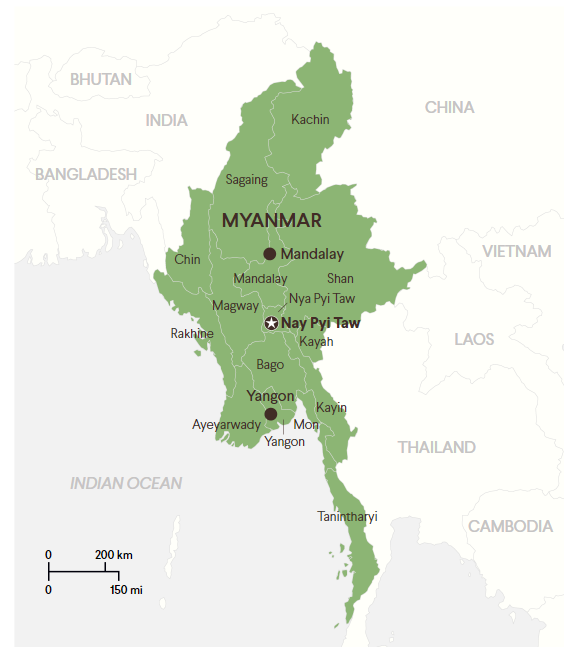 BHUTAN
CHINA
Kachin
INDIA
BANGLADESH
Sagaing
MYANMAR
Mandalay
VIETNAM
Chin
Mandalay
Shan
Nya Pyi Taw
Magway
Nay Pyi Taw
Rakhine
Kayah
LAOS
Bago
Yangon
Kayin
Ayeyarwady
Mon
Yangon
THAILAND
INDIAN OCEAN
Tanintharyi
CAMBODIA
0 200 km
0 150 mi